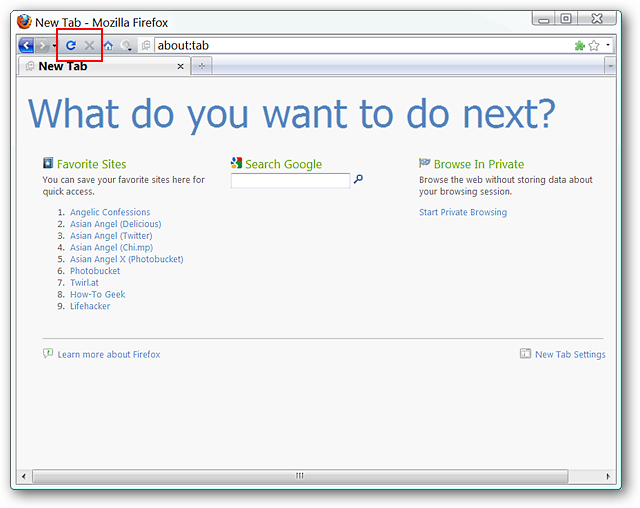 New Tab - Mozilla Firefox
about:tab
New Tab
What do you want to do next?
Favorite Sites
You can save your favorite sites here for
quick access.
1. Angelic Confessions
2. Asian Angel (Delicious)
3. Asian Angel (Twitter)
4. Asian Angel (Chi.mp)
5. Asian Angel X (Photobucket)
6. Photobucket
7. Twirl.at
8. How-To Geek
9. Lifehacker
Search Google
Browse In Private
Browse the web without storing data about
your browsing session.
Start Private Browsing
Learn more about Firefox
New Tab Settings